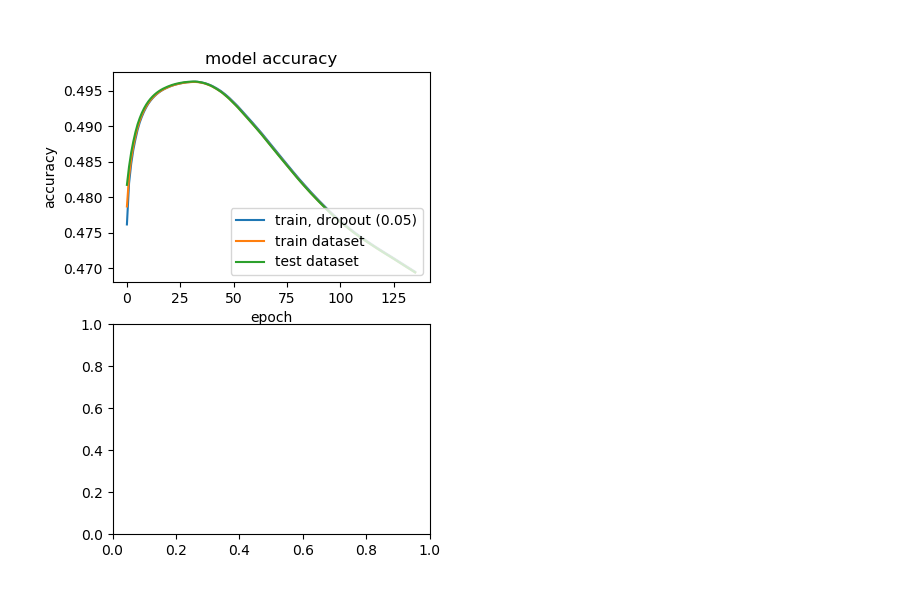 model accuracy
accuracy
0.495
0.490
0.485
0.480
0.475
0.470
train, dropout (0.05)
train dataset
test dataset
0 25 50 75 100 125
epoch
1.0
0.8
0.6
0.4
0.2
0.0
0.0 0.2 0.4 0.6 0.8 1.0